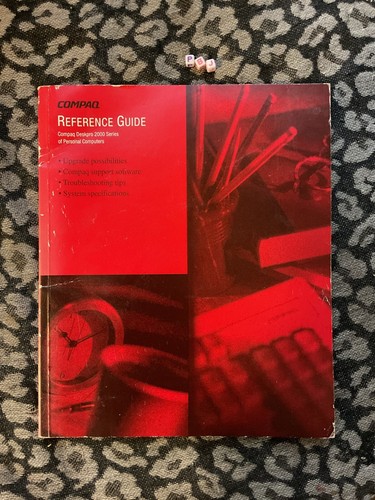 COMPAQ
REFERENCE GUIDE
Compaq Deskpro 2000 Series
of Personal Computers
• Upgrade possibilities
• Compaq support software
• Troubleshooting tips
• System specifications